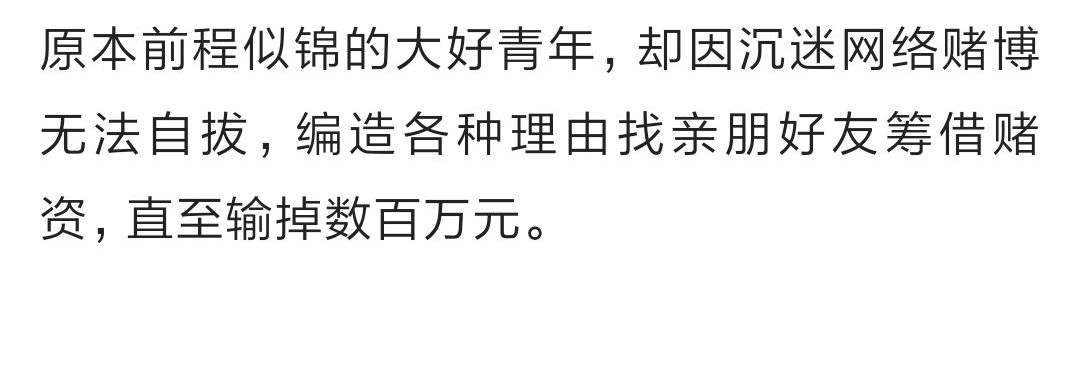 原本前程似锦的大好青年，却因沉迷网络赌博
无法自拔，编造各种理由找亲朋好友筹借赌
资，直至输掉数百万元。